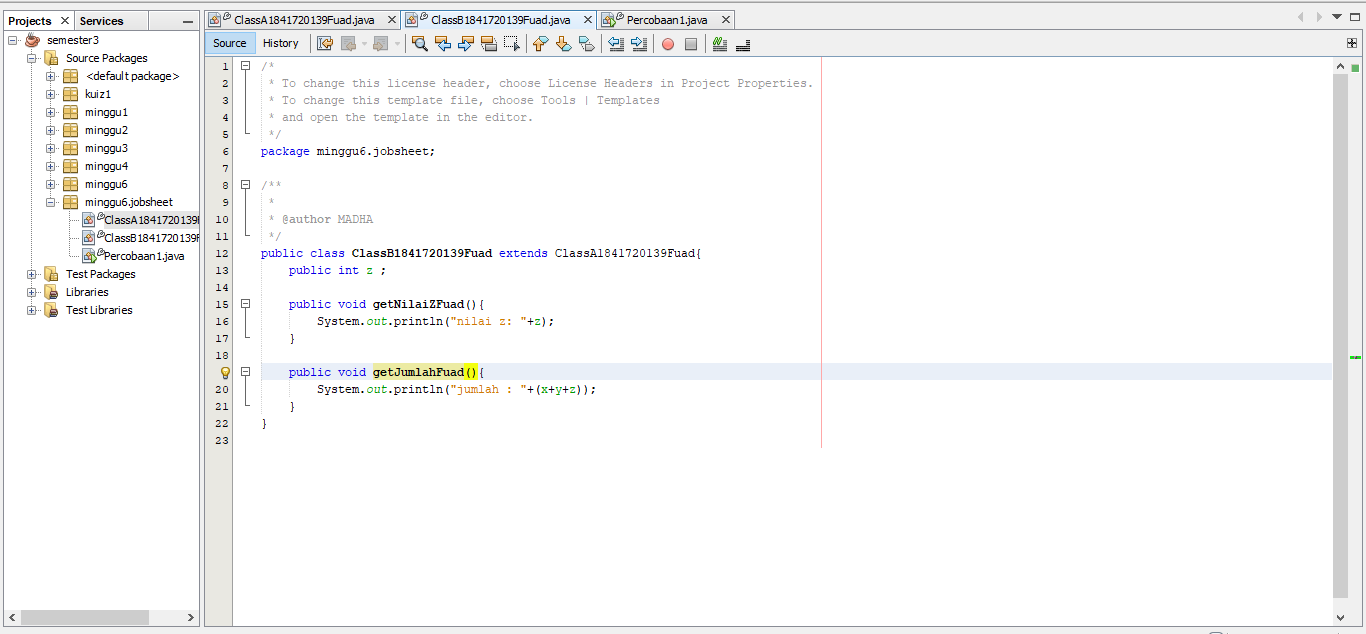 Projects
Services
semester3
Source Packages
<default package>
kuiz1
minggu1
minggu2
minggu3
minggu4
minggu6
minggu6.jobsheet
ClassA1841720139F
ClassB1841720139F
Percobaan1.java
Test Packages
Libraries
Test Libraries
ClassA1841720139Fuad.java ClassB1841720139Fuad.java Percobaan1.java
Source History
1 /*
2 * To change this license header, choose License Headers in Project Properties.
3 * To change this template file, choose Tools | Templates
4 * and open the template in the editor.
5 */
6 package minggu6.jobsheet;
7
8 /**
9 *
10 * @author MADHA
11 */
12 public class ClassB1841720139Fuad extends ClassA1841720139Fuad{
13 public int z ;
14
15 public void getNilaiZFuad(){
16 System.out.println("nilai z: "+z);
17 }
18
public void getJumlahFuad(){
20 System.out.println("jumlah : "+(x+y+z));
21 }
22 }
23